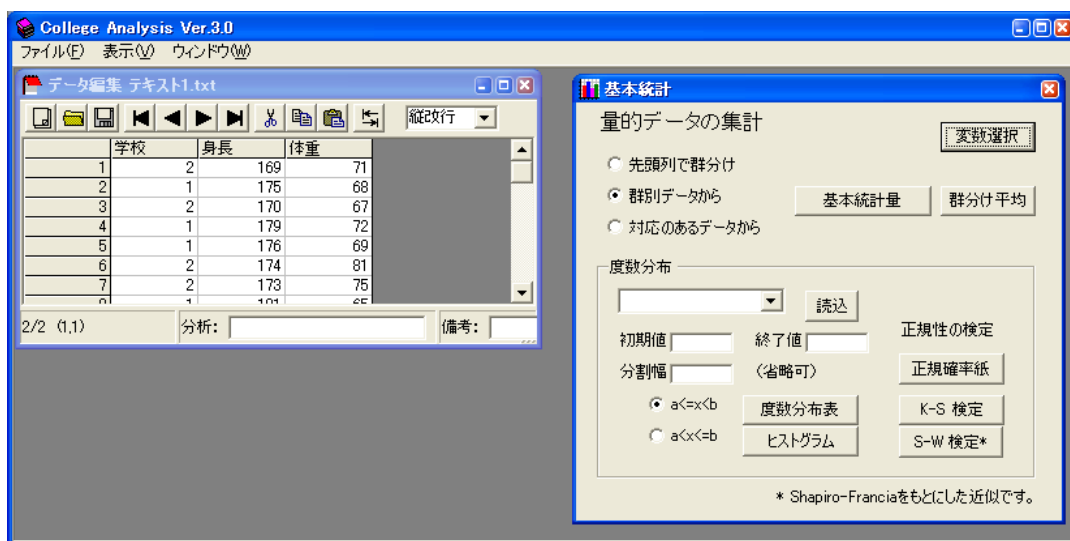 College Analysis Ver.3.0
ファイル(F) 表示(V) ウィンドウ(W)
データ編集 テキスト1.txt
縦改行
学校 身長 体重
1 2 169 71
2 1 175 68
3 2 170 67
4 1 179 72
5 1 176 69
6 2 174 81
7 2 173 75
2/2 (1,1) 分析: 備考:
基本統計
量的データの集計
変数選択
先頭列で群分け
群別データから 基本統計量 群分け平均
対応のあるデータから
度数分布
読込
初期値 終了値 正規性の検定
分割幅 (省略可) 正規確率紙
a<=x<b 度数分布表 K-S 検定
a<x<=b ヒストグラム S-W 検定*
* Shapiro-Franciaをもとにした近似です。